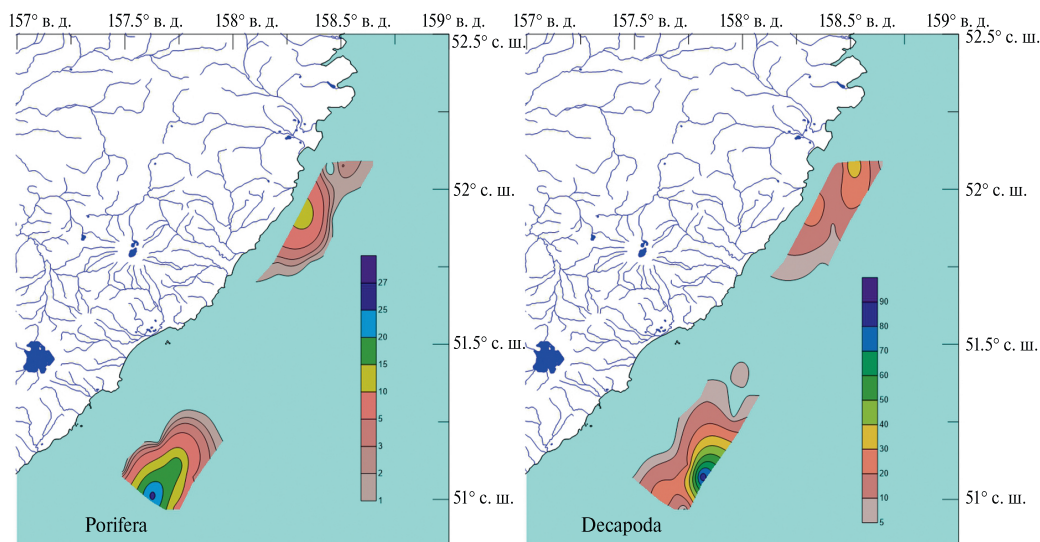 157° в. д. 157.5° в. д. 158° в. д. 158.5° в. д. 159° в. д.
52.5° с. ш.
52° с. ш.
51.5° с. ш.
51° с. ш.
27
25
20
15
10
5
3
2
1
Porifera
157° в. д. 157.5° в. д. 158° в. д. 158.5° в. д. 159° в. д.
52.5° с. ш.
52° с. ш.
51.5° с. ш.
51° с. ш.
90
80
70
60
50
40
30
20
10
5
Decapoda